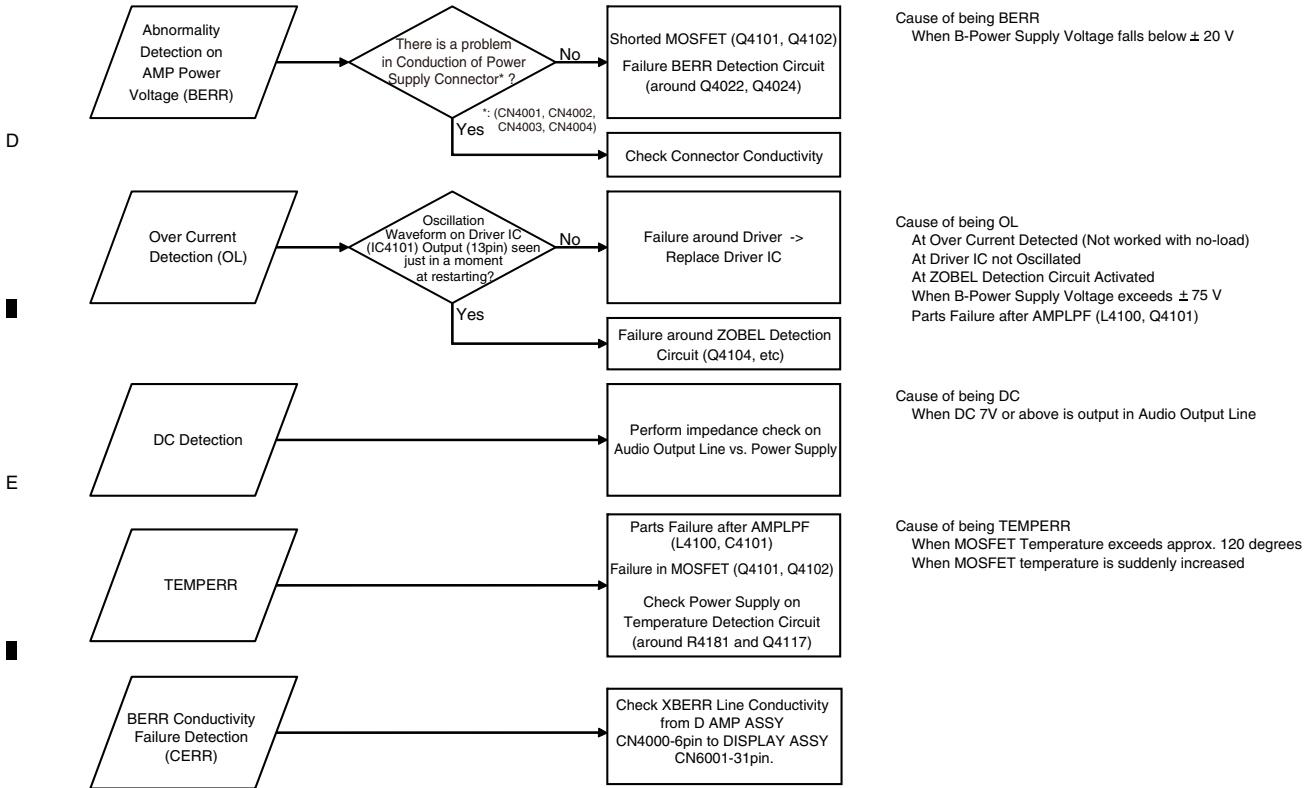 Abnormality
Detection on
AMP Power
Voltage (BERR)
There is a problem
in Conduction of Power
Supply Connector* ?
No
Yes
*: (CN4001, CN4002,
CN4003, CN4004)
Shorted MOSFET (Q4101, Q4102)
Failure BERR Detection Circuit
(around Q4022, Q4024)
Check Connector Conductivity
Cause of being BERR
When B-Power Supply Voltage falls below ± 20 V
D
Over Current
Detection (OL)
Oscillation
Waveform on Driver IC
(IC4101) Output (13pin) seen
just in a moment
at restarting?
No
Yes
Failure around Driver ->
Replace Driver IC
Failure around ZOBEL Detection
Circuit (Q4104, etc)
Cause of being OL
At Over Current Detected (Not worked with no-load)
At Driver IC not Oscillated
At ZOBEL Detection Circuit Activated
When B-Power Supply Voltage exceeds ± 75 V
Parts Failure after AMPLPF (L4100, Q4101)
DC Detection
Perform impedance check on
Audio Output Line vs. Power Supply
Cause of being DC
When DC 7V or above is output in Audio Output Line
E
TEMPERR
Parts Failure after AMPLPF
(L4100, C4101)
Failure in MOSFET (Q4101, Q4102)
Check Power Supply on
Temperature Detection Circuit
(around R4181 and Q4117)
Cause of being TEMPERR
When MOSFET Temperature exceeds approx. 120 degrees
When MOSFET temperature is suddenly increased
BERR Conductivity
Failure Detection
(CERR)
Check XBERR Line Conductivity
from D AMP ASSY
CN4000-6pin to DISPLAY ASSY
CN6001-31pin.